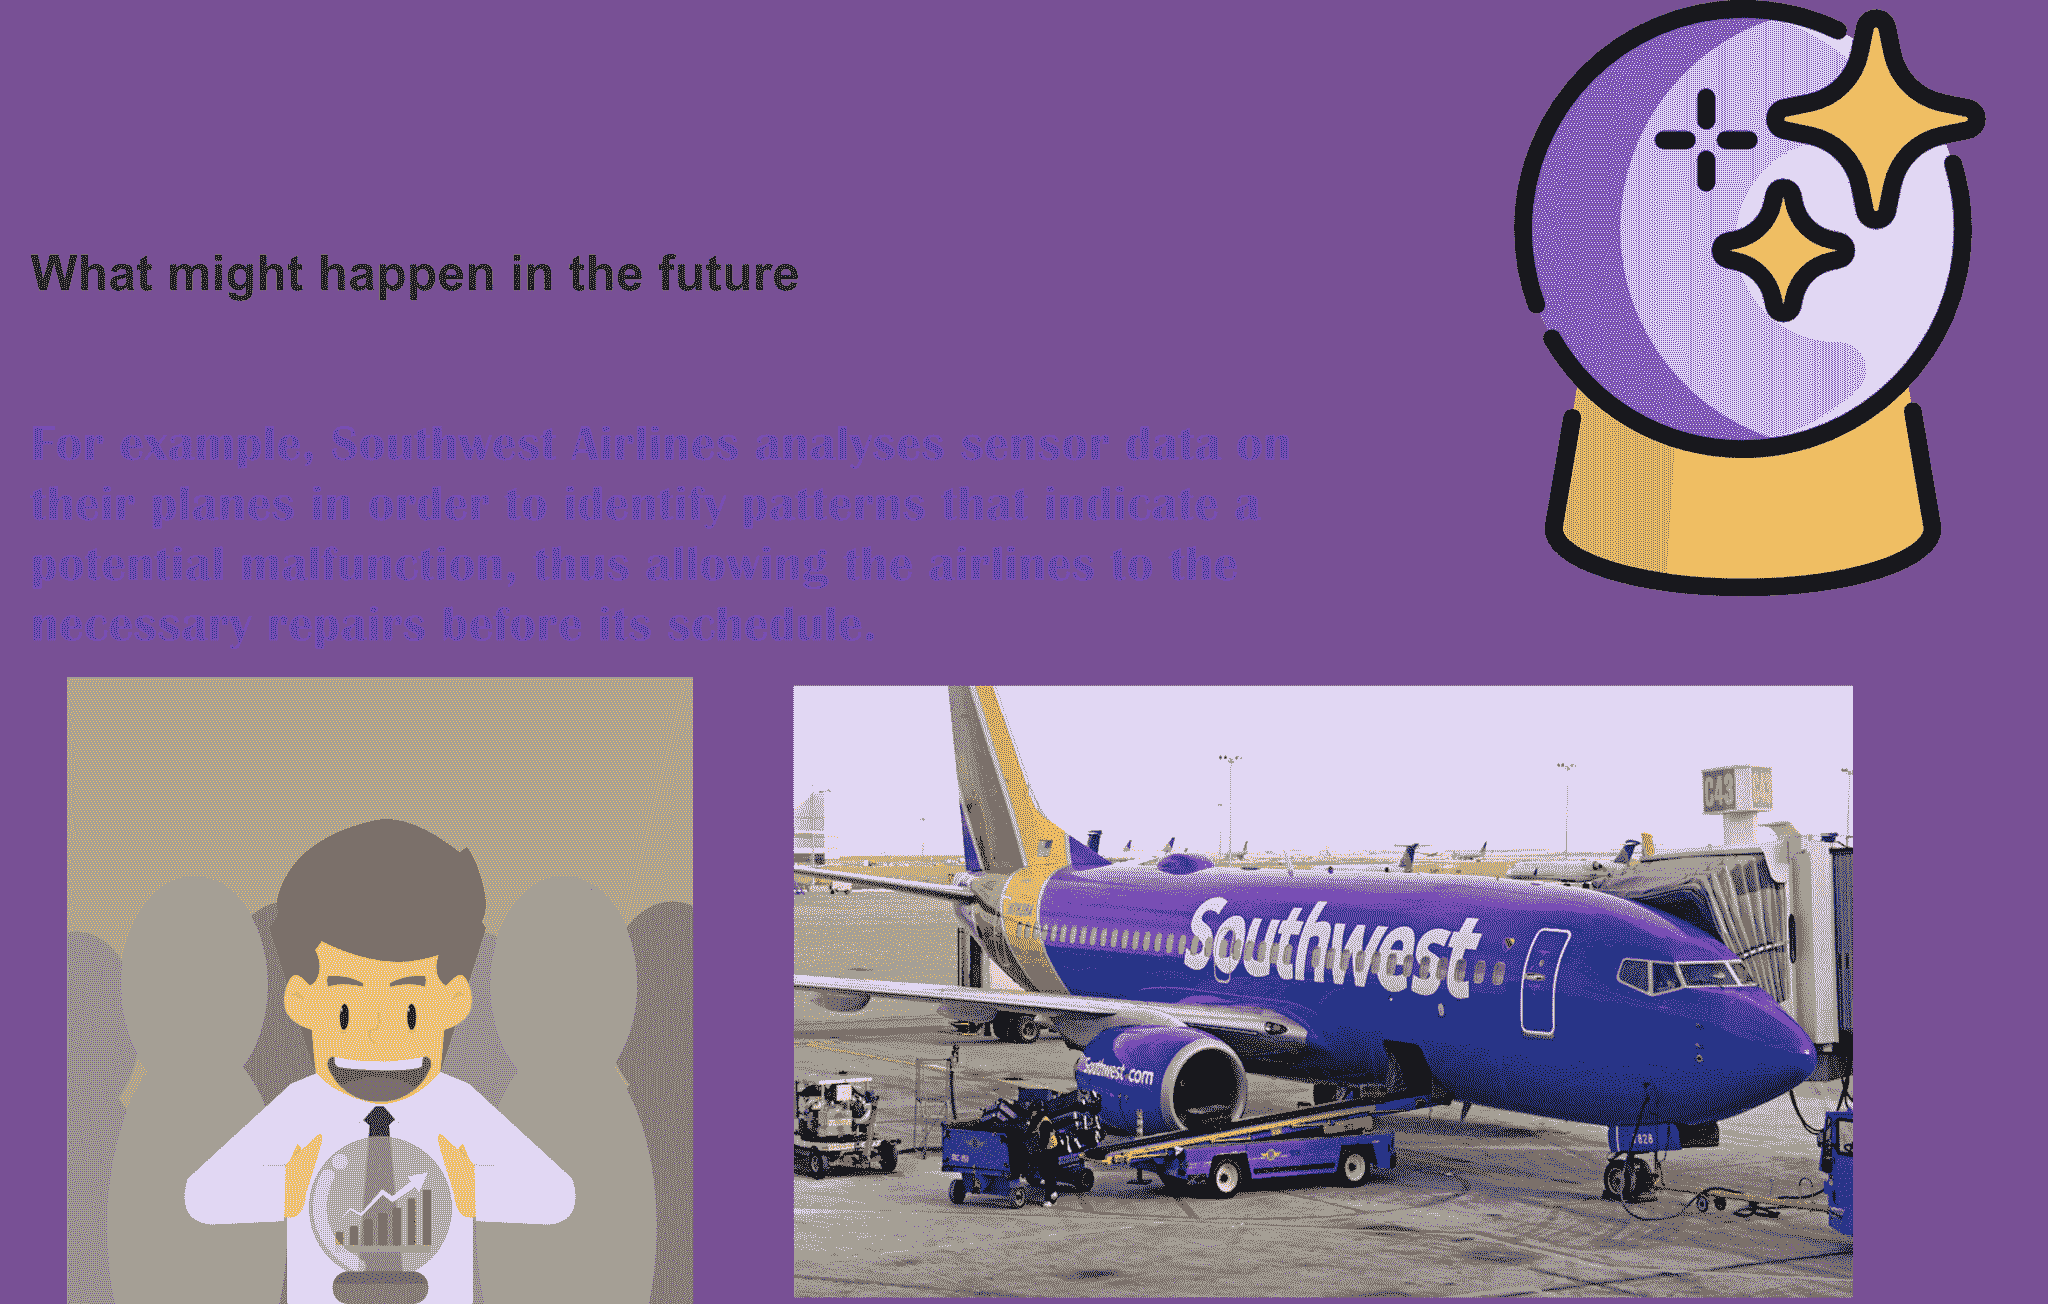 What might happen in the future
For example, Southwest Airlines analyses sensor data on
their planes in order to identify patterns that indicate a
potential malfunction, thus allowing the airlines to the
necessary repairs before its schedule.
C43
Southwest
Southwest.com